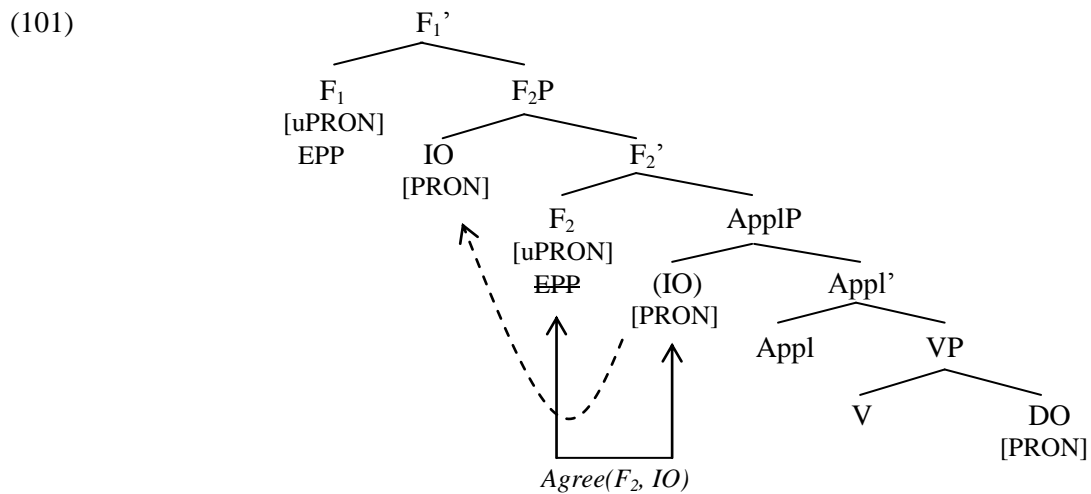 (101) F₁’
F₁ F₂P
[uPRON]
EPP IO F₂’
[PRON]
F₂ ApplP
[uPRON]
EPP (IO) Appl’
[PRON]
Appl VP
V DO
[PRON]
Agree(F₂, IO)